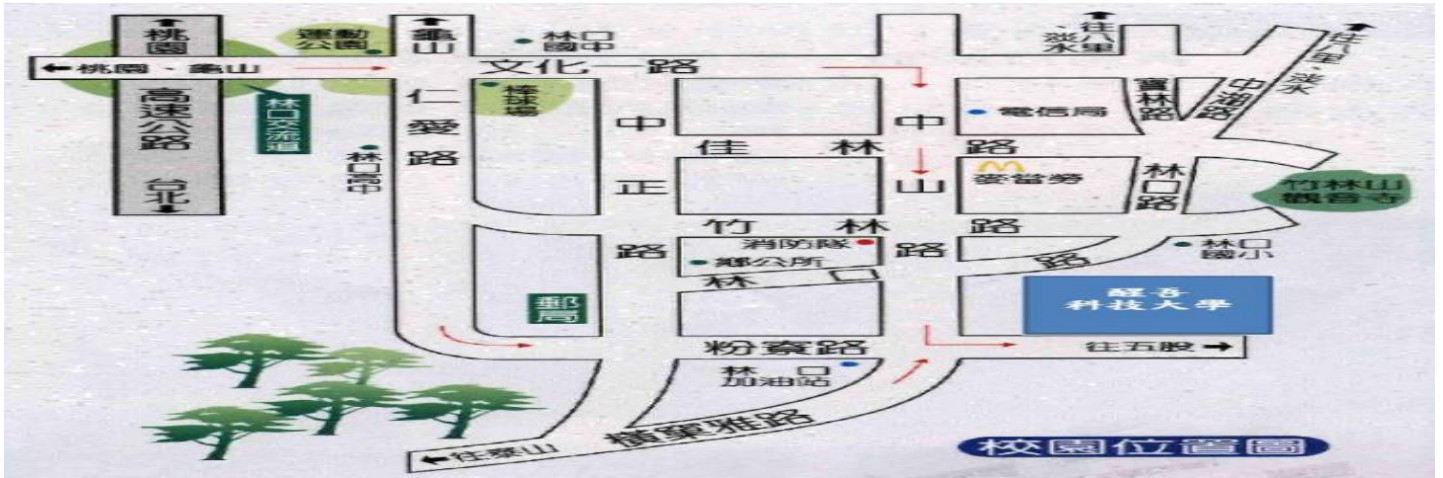 桃園
運動
公園
龜山
林口
國中
往八里
淡水
往八里、淡水
←桃園、龜山
文化一路
高速公路
林口交流道
仁愛路
棒球場
中正路
中山路
電信局
寶林路
中湖路
佳林路
林口高中
麥當勞
林口路
竹林山
觀音寺
台北
竹林路
消防隊
鄉公所
林口路
林口
國小
郵局
醒吾
科技大學
粉寮路
往五股→
林口
加油站
橫窠雅路
←往泰山
校園位置圖